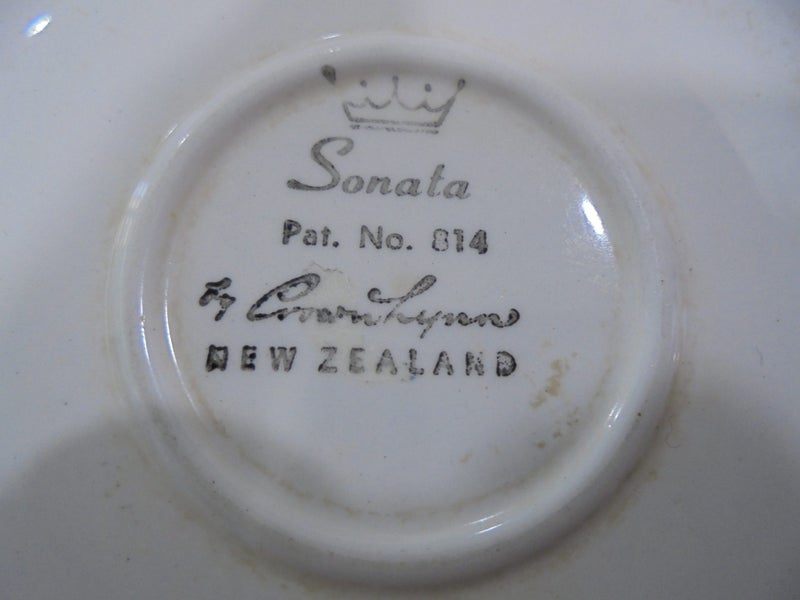 Sonata
Pat. No. 814
By Crown Lynn
NEW ZEALAND